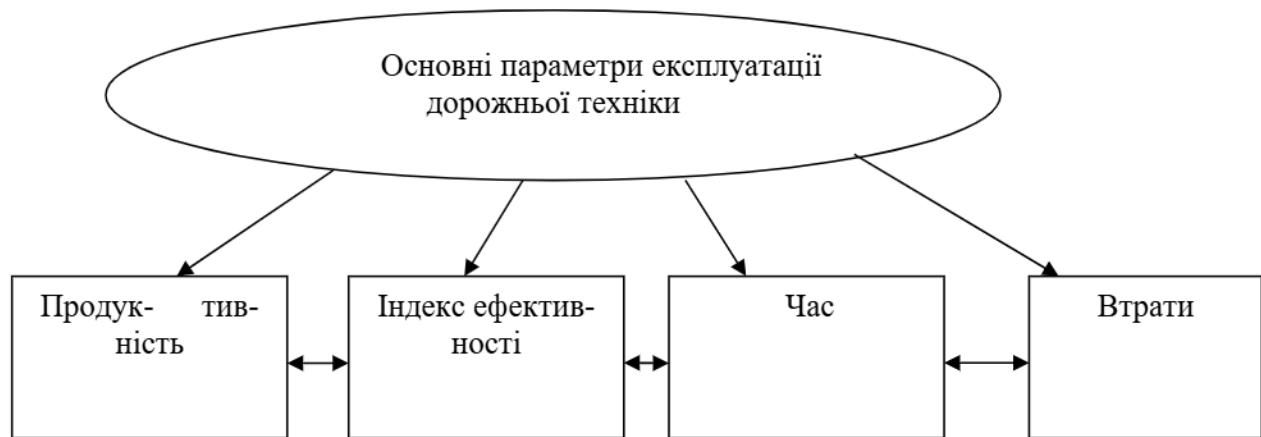 Основні параметри експлуатації
дорожньої техніки
Продук- тив-
ність
Індекс ефектив-
ності
Час
Втрати